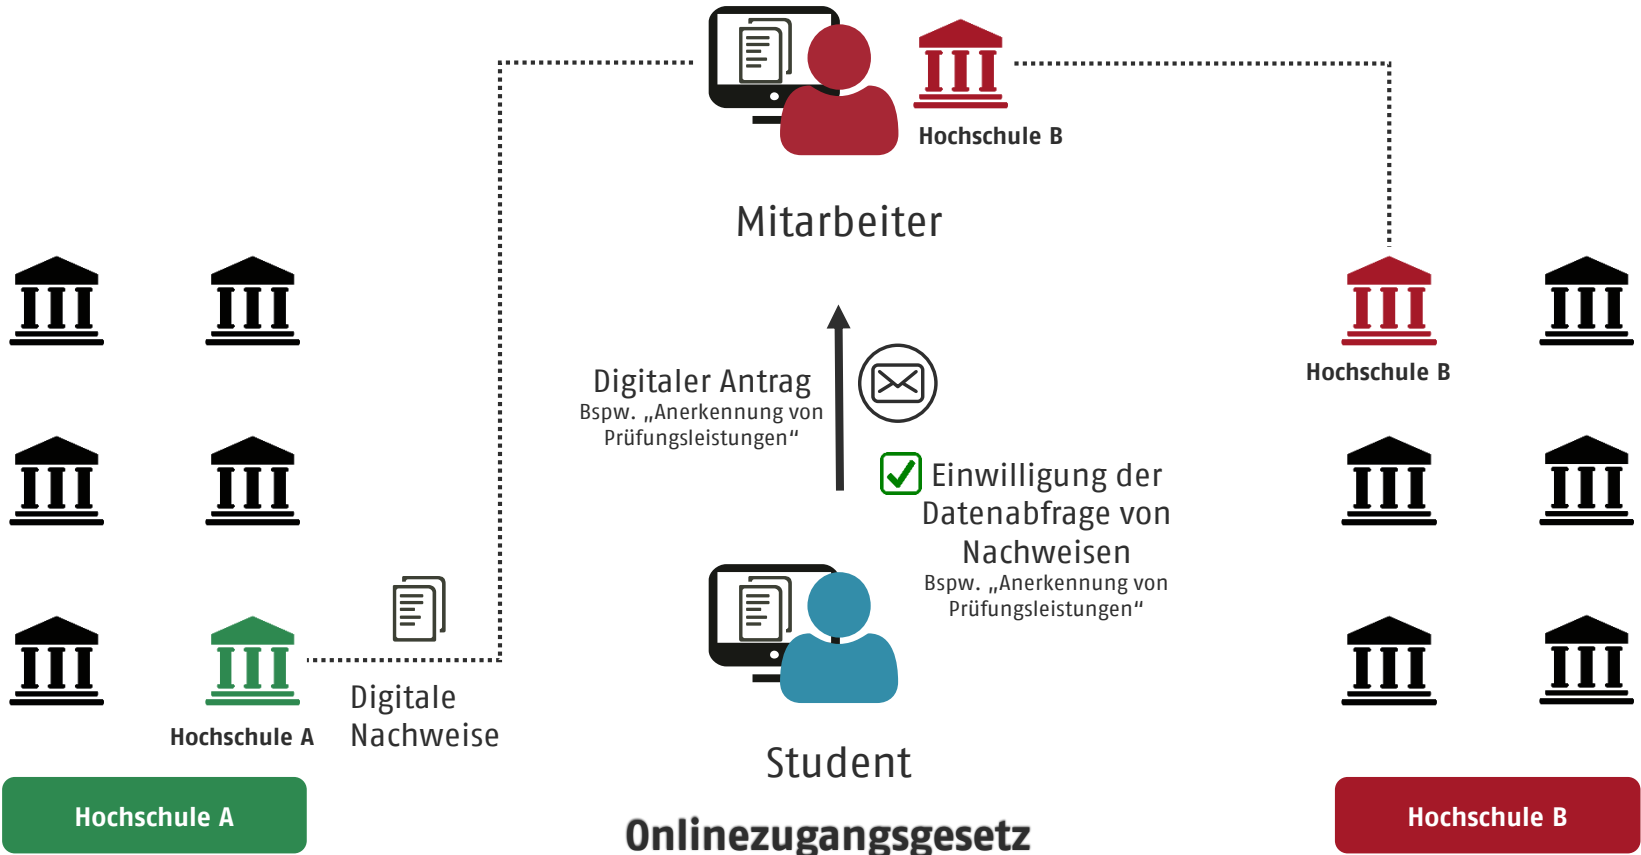 Hochschule B
Mitarbeiter
Digitaler Antrag
Bspw. „Anerkennung von
Prüfungsleistungen“
Hochschule B
Einwilligung der
Datenabfrage von
Nachweisen
Bspw. „Anerkennung von
Prüfungsleistungen“
Digitale
Nachweise
Hochschule A
Student
Hochschule A
Onlinezugangsgesetz
Hochschule B